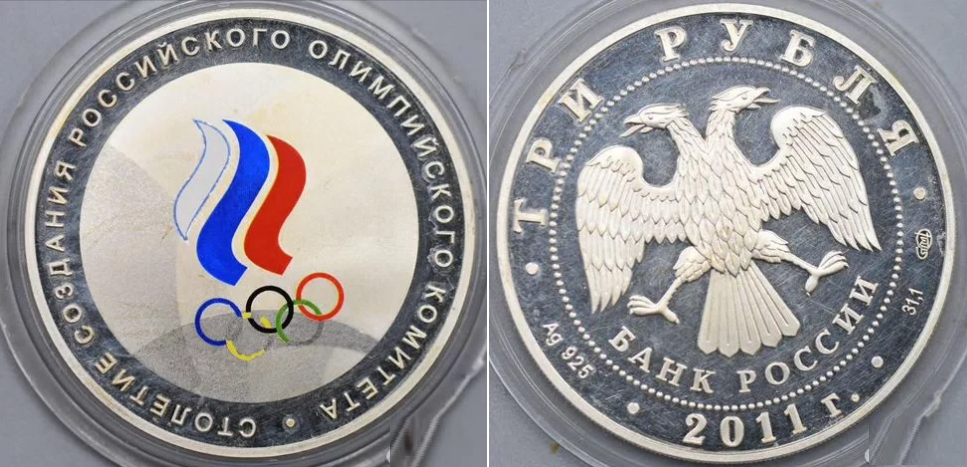 СТОЛЕТИЕ СОЗДАНИЯ РОССИЙСКОГО ОЛИМПИЙСКОГО КОМИТЕТА
ТРИ РУБЛЯ
Ag 925
БАНК РОССИИ
31,1
2011 г.